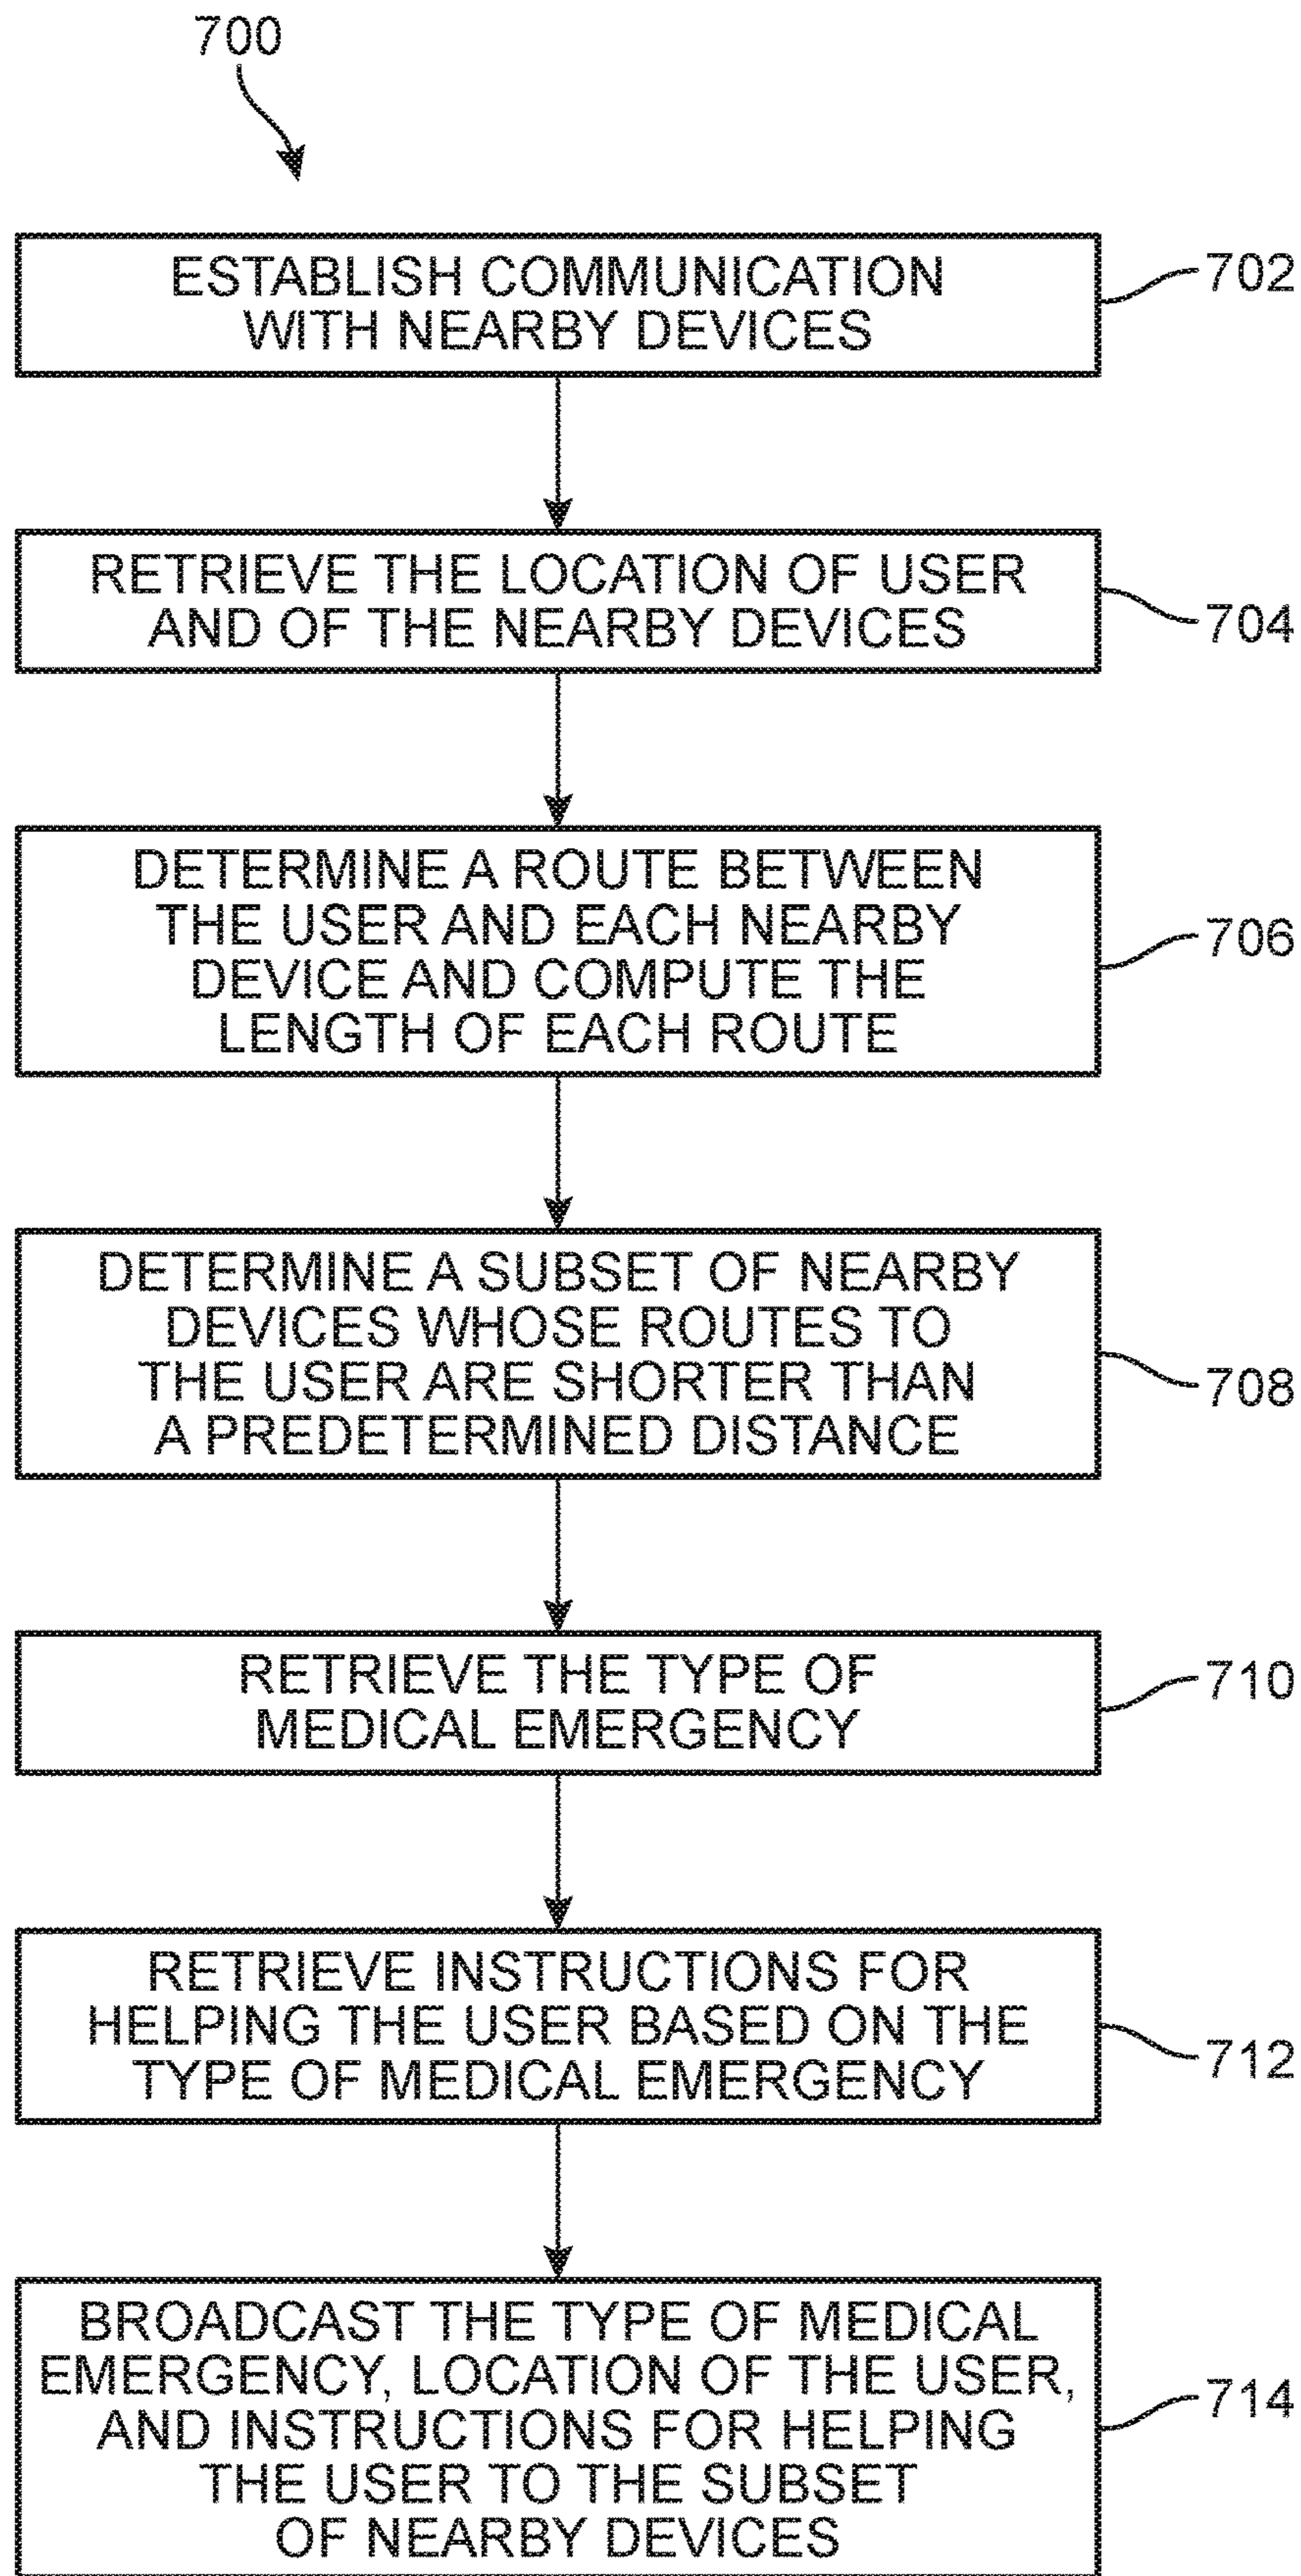 700
ESTABLISH COMMUNICATION
WITH NEARBY DEVICES
702
RETRIEVE THE LOCATION OF USER
AND OF THE NEARBY DEVICES
704
DETERMINE A ROUTE BETWEEN
THE USER AND EACH NEARBY
DEVICE AND COMPUTE THE
LENGTH OF EACH ROUTE
706
DETERMINE A SUBSET OF NEARBY
DEVICES WHOSE ROUTES TO
THE USER ARE SHORTER THAN
A PREDETERMINED DISTANCE
708
RETRIEVE THE TYPE OF
MEDICAL EMERGENCY
710
RETRIEVE INSTRUCTIONS FOR
HELPING THE USER BASED ON THE
TYPE OF MEDICAL EMERGENCY
712
BROADCAST THE TYPE OF MEDICAL
EMERGENCY, LOCATION OF THE USER,
AND INSTRUCTIONS FOR HELPING
THE USER TO THE SUBSET
OF NEARBY DEVICES
714